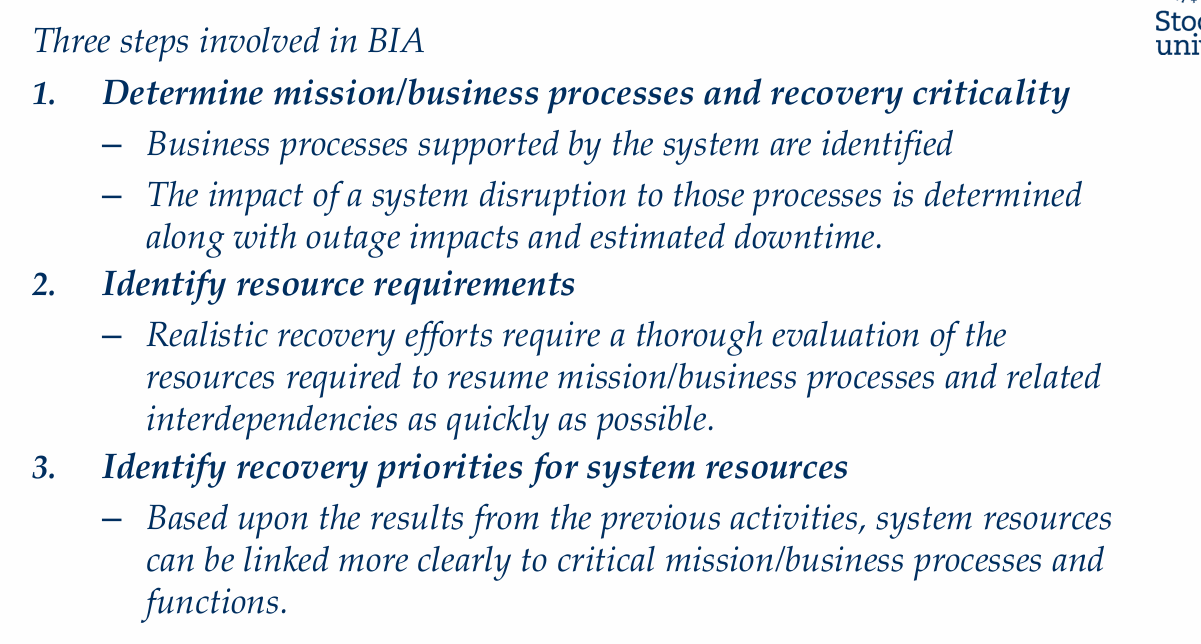 Three steps involved in BIA
1. Determine mission/business processes and recovery criticality
– Business processes supported by the system are identified
– The impact of a system disruption to those processes is determined
along with outage impacts and estimated downtime.
2. Identify resource requirements
– Realistic recovery efforts require a thorough evaluation of the
resources required to resume mission/business processes and related
interdependencies as quickly as possible.
3. Identify recovery priorities for system resources
– Based upon the results from the previous activities, system resources
can be linked more clearly to critical mission/business processes and
functions.